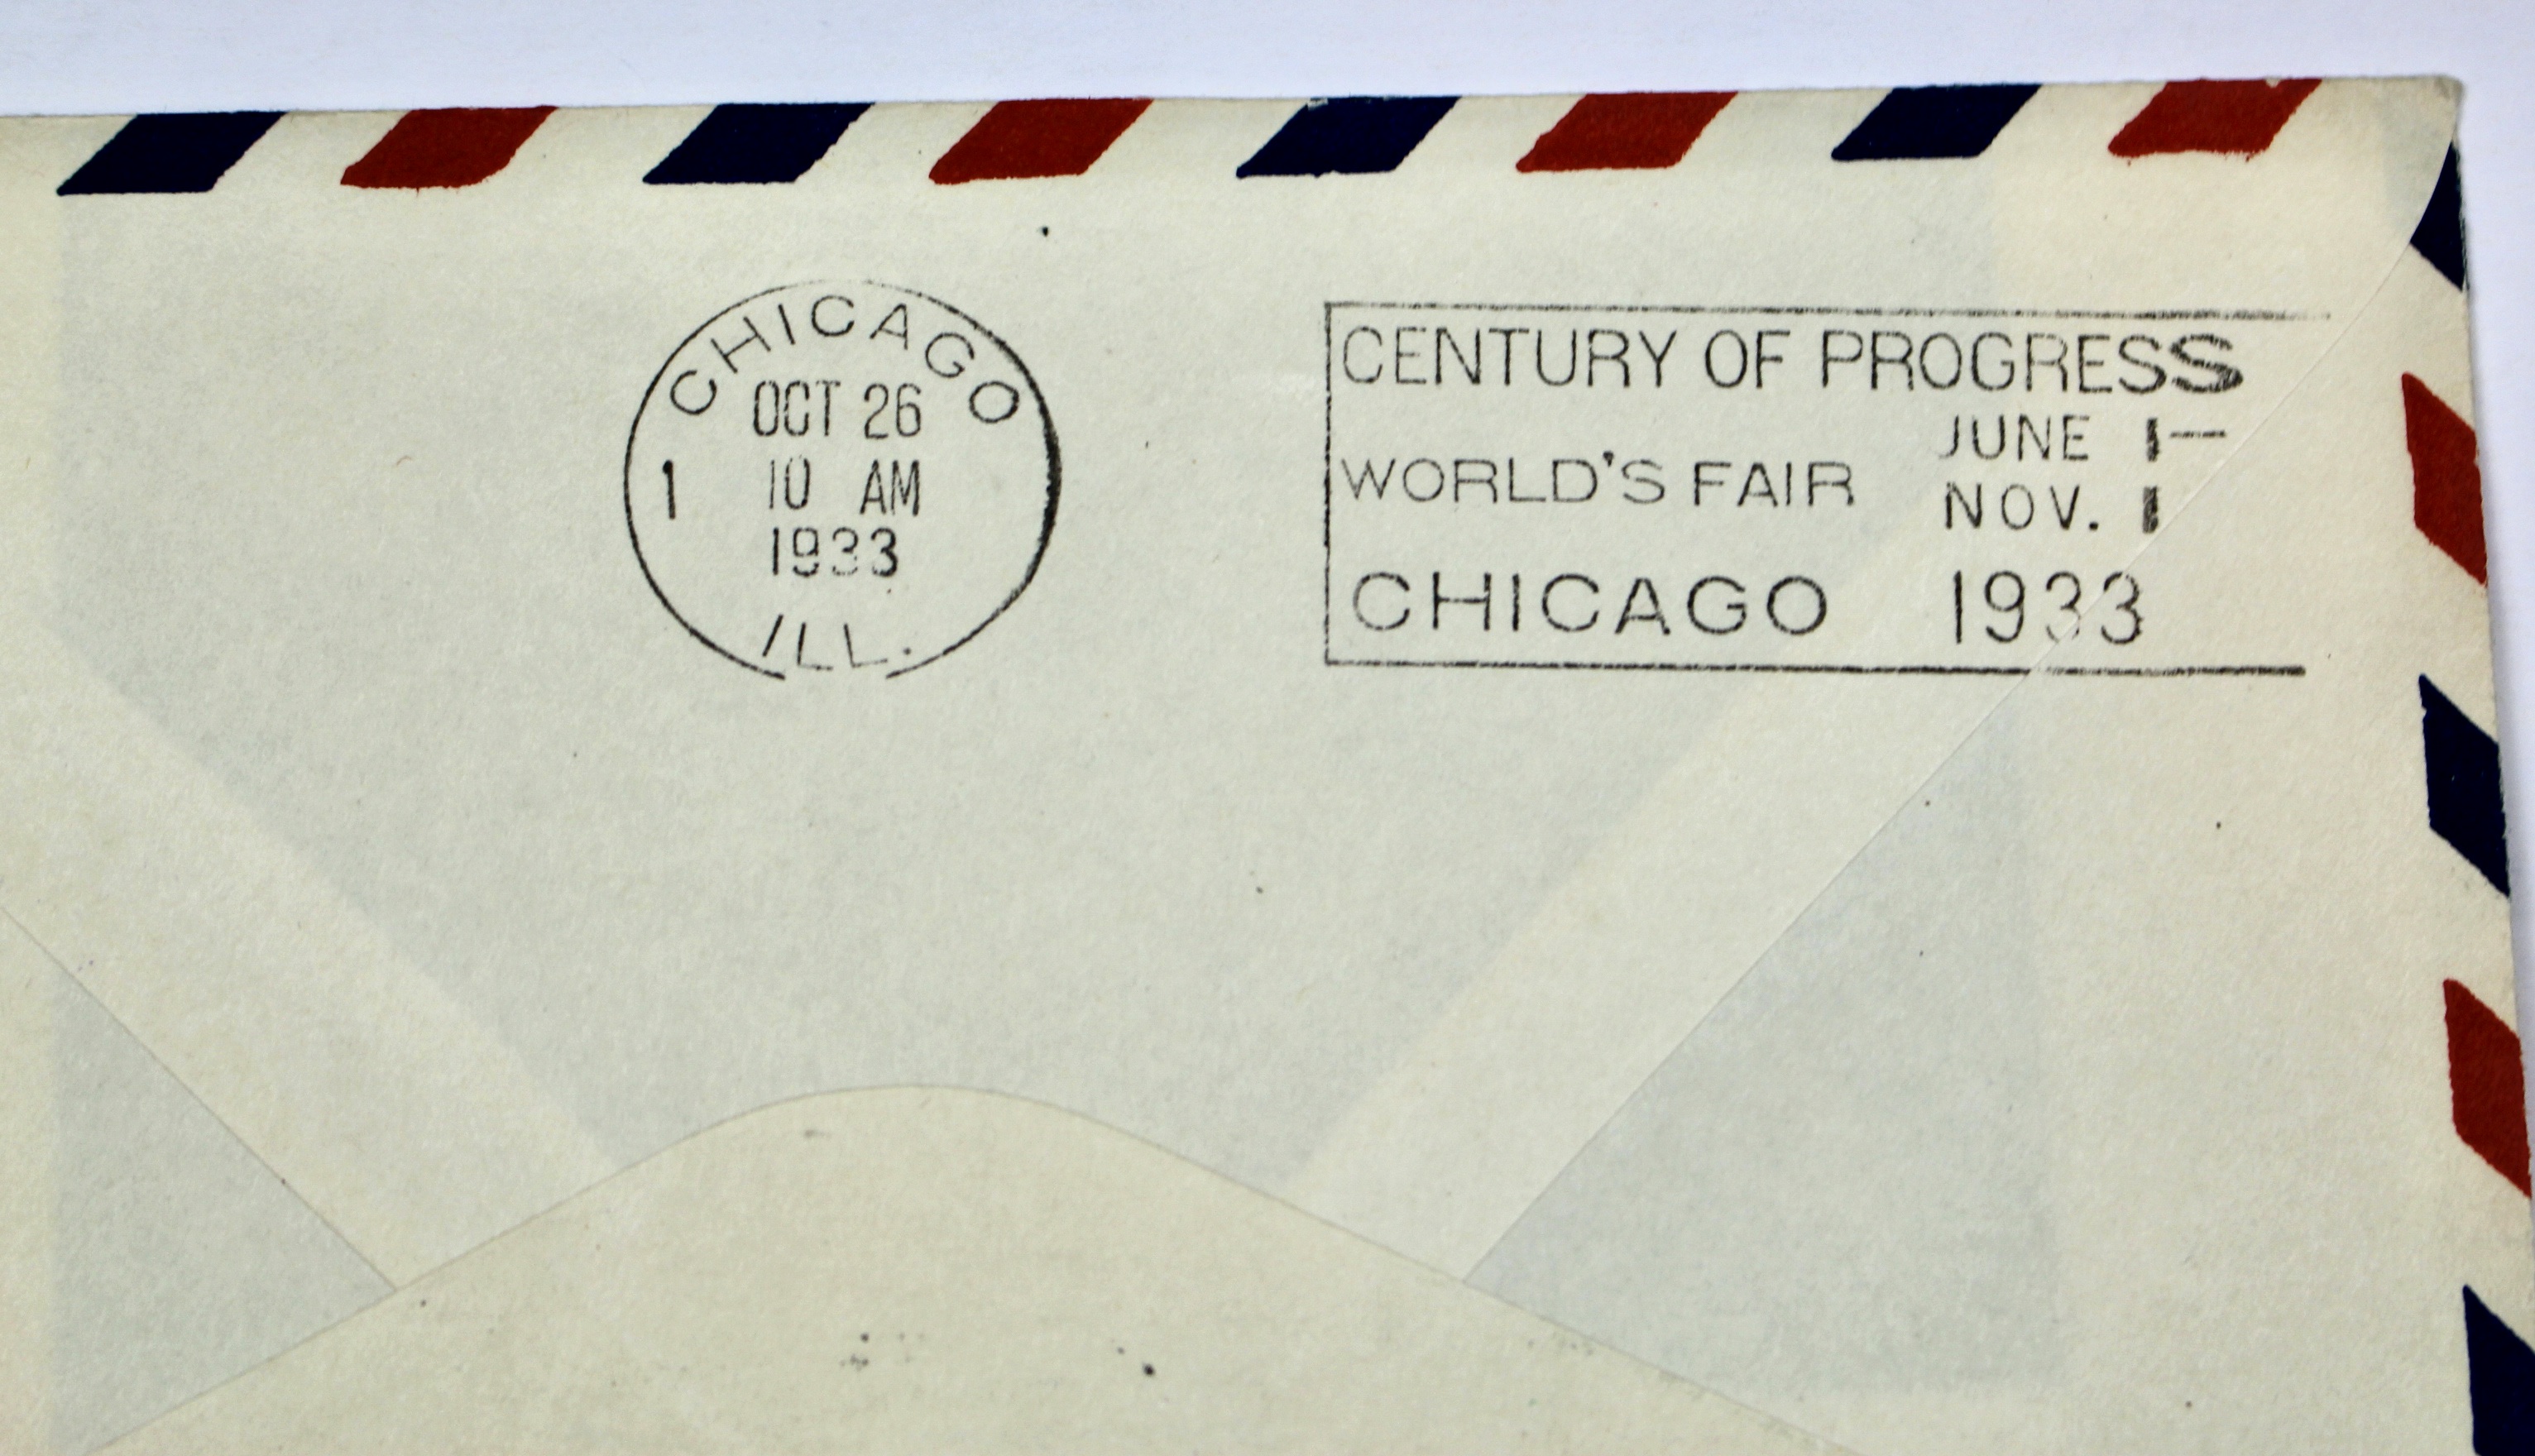 CHICAGO
OCT 26
1 10 AM
1933
ILL.
CENTURY OF PROGRESS
JUNE 1—
WORLD'S FAIR
NOV. 1
CHICAGO 1933